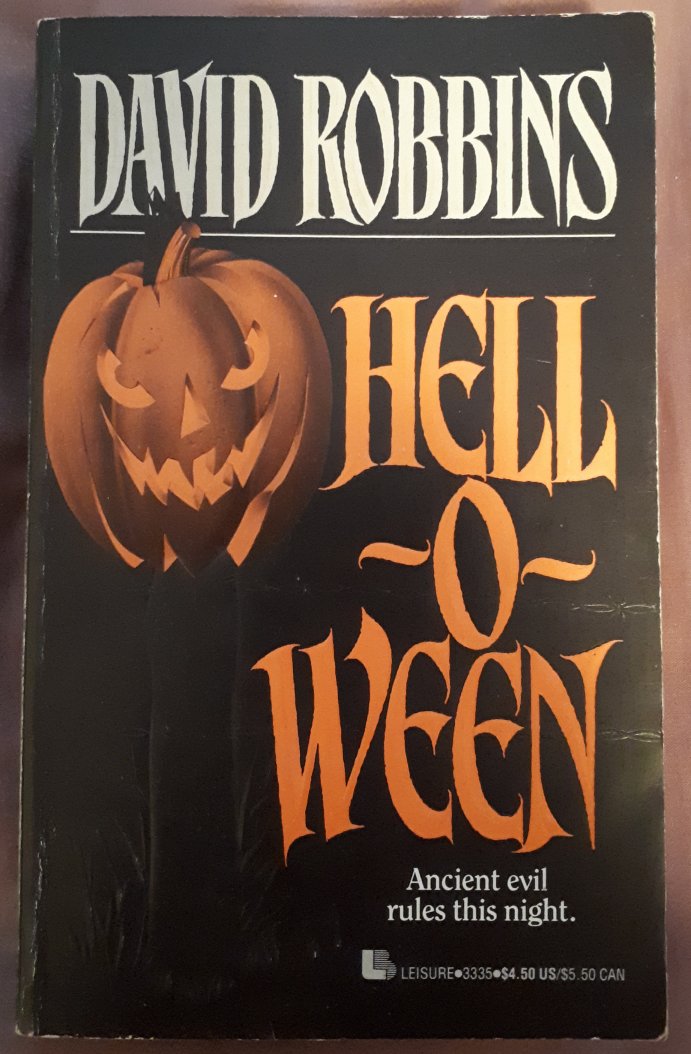 DAVID ROBBINS
HELL
~O~
WEEN
Ancient evil
rules this night.
L LEISURE●3335●$4.50 US/$5.50 CAN